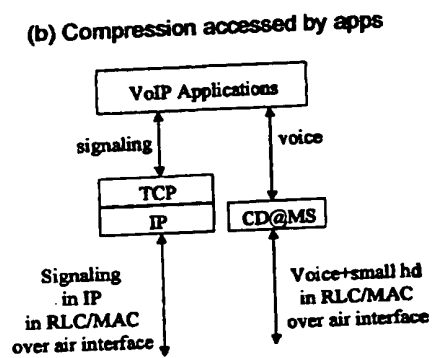 (b) Compression accessed by apps
VoIP Applications
signaling
voice
TCP
IP
CD@MS
Signaling
in IP
in RLC/MAC
over air interface
Voice+small hd
in RLC/MAC
over air interface